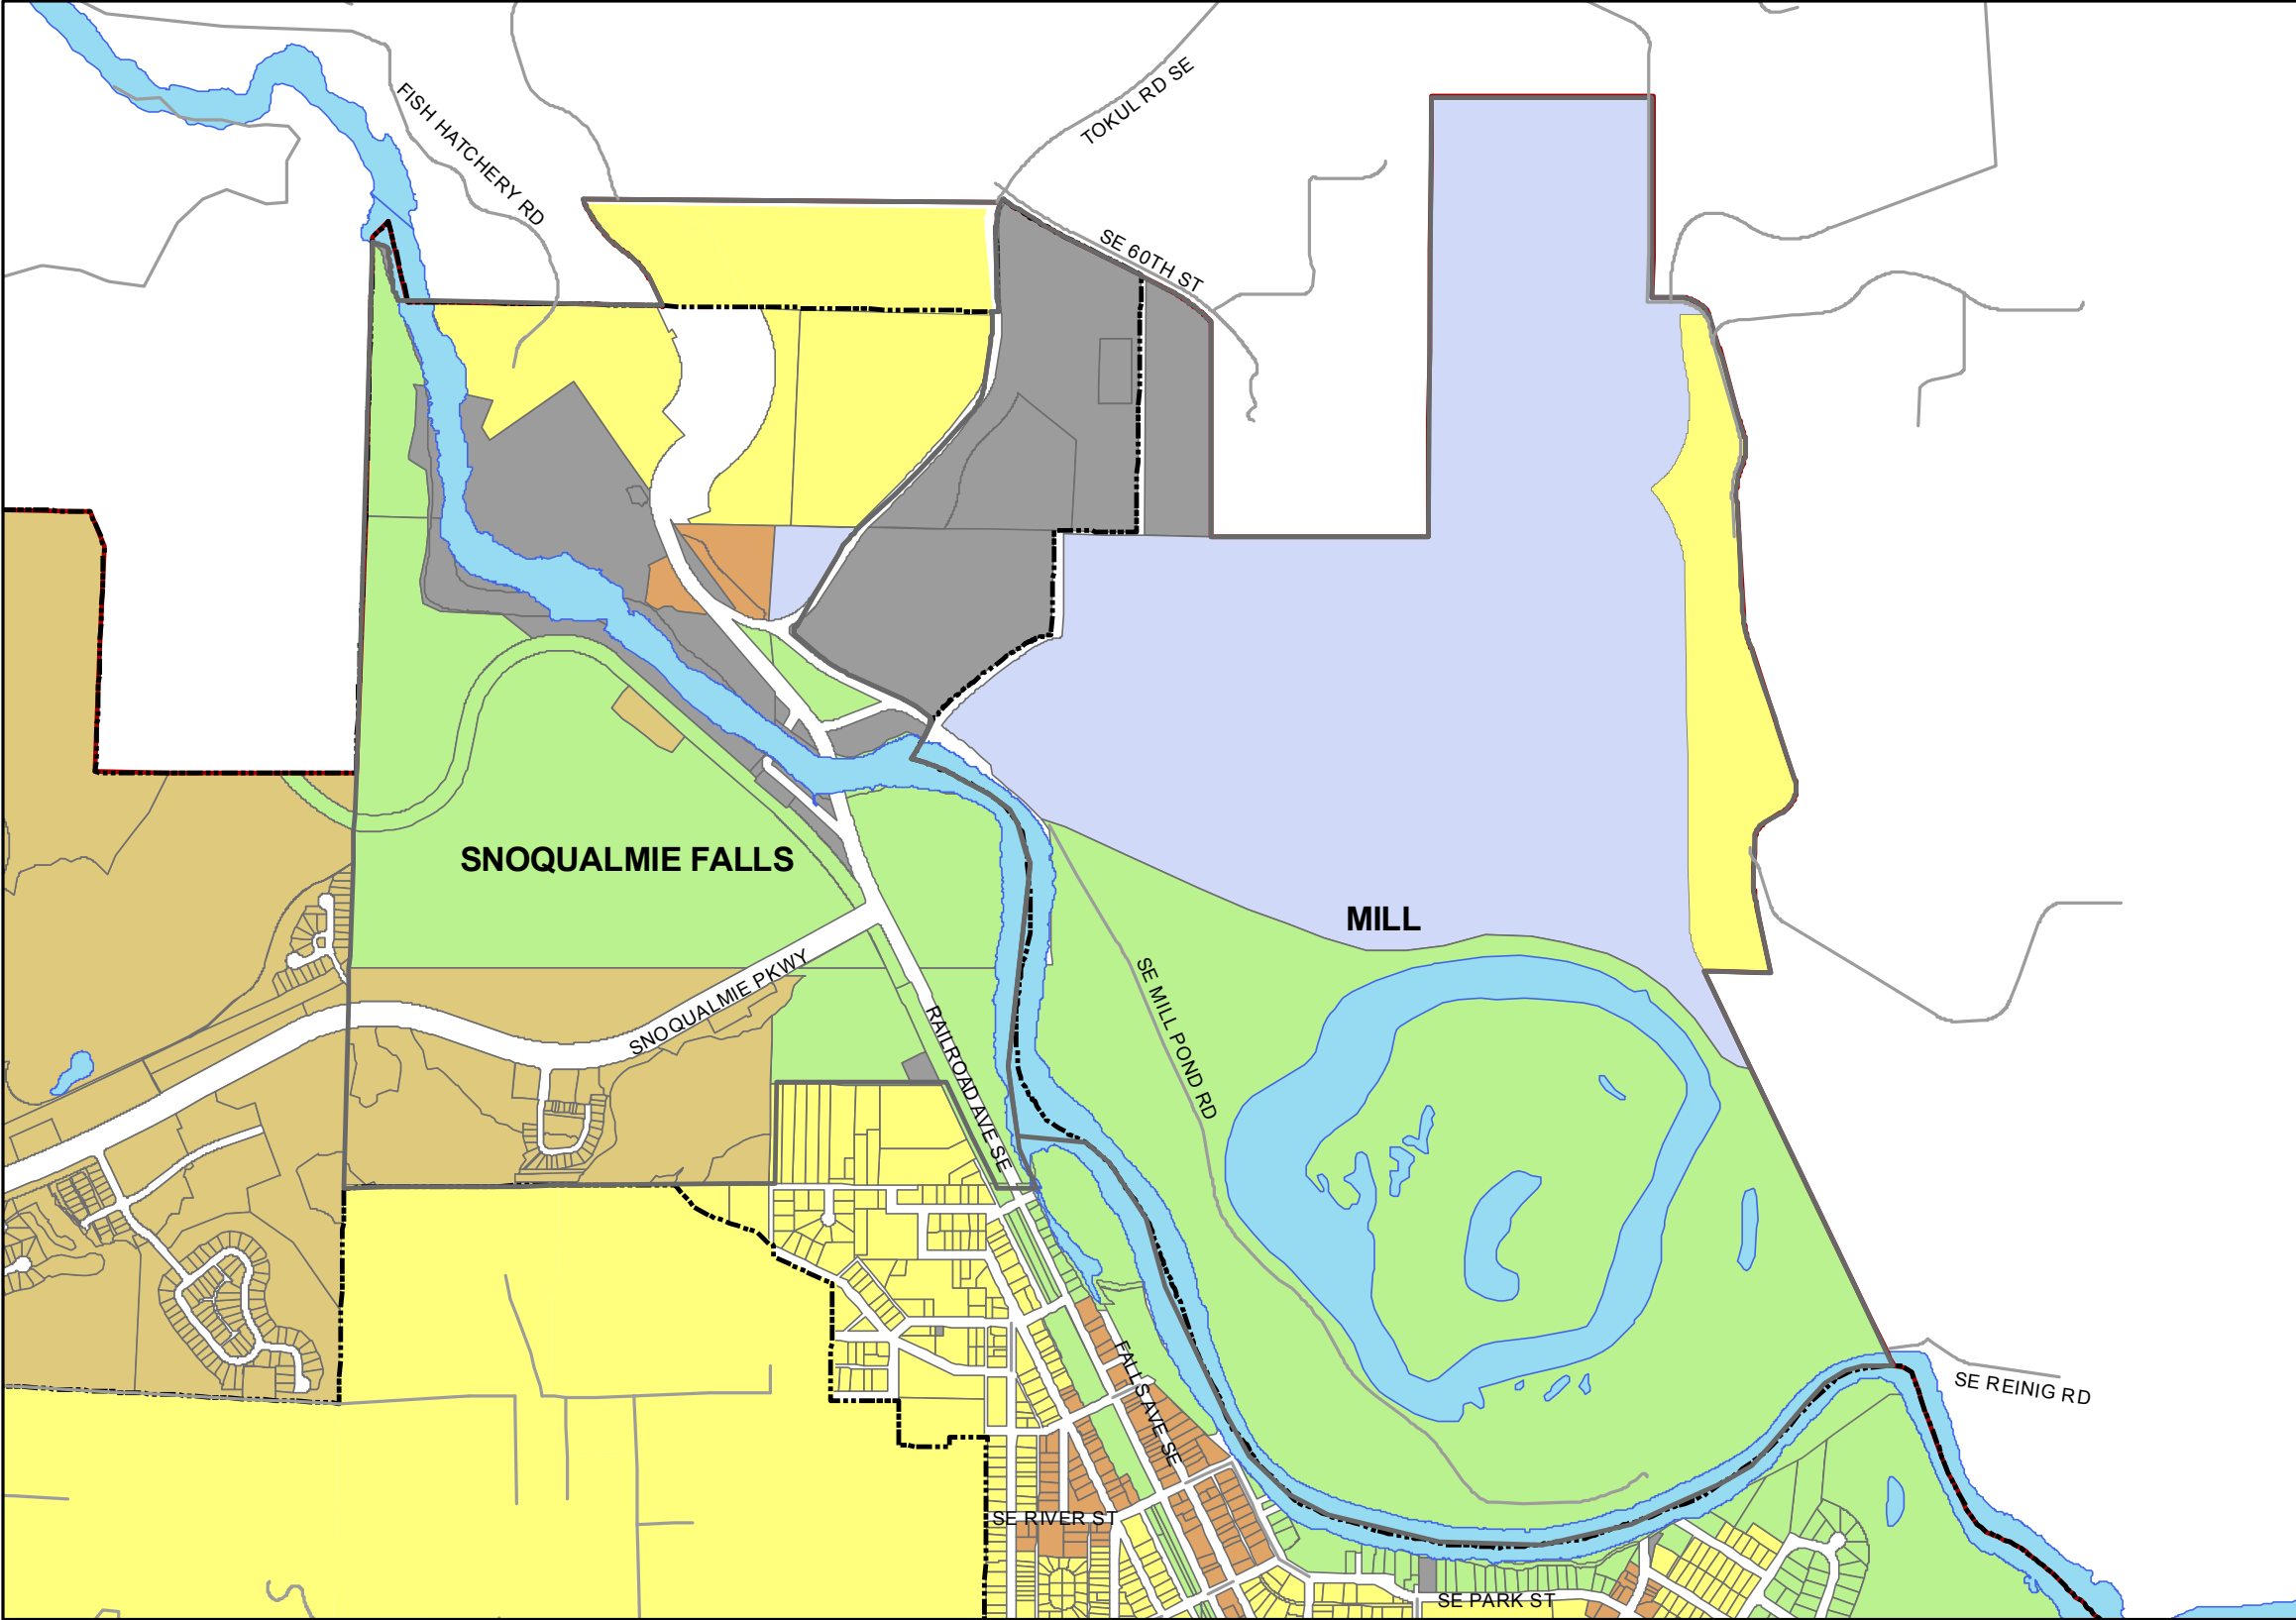 TOKUL RD SE
FISH HATCHERY RD
SE 60TH ST
SNOQUALMIE FALLS
MILL
SNOQUALMIE PKWY
SE MILL POND RD
RAILROAD AVE SE
FALLS AVE SE
SE REINIG RD
SE RIVER ST
SE PARK ST